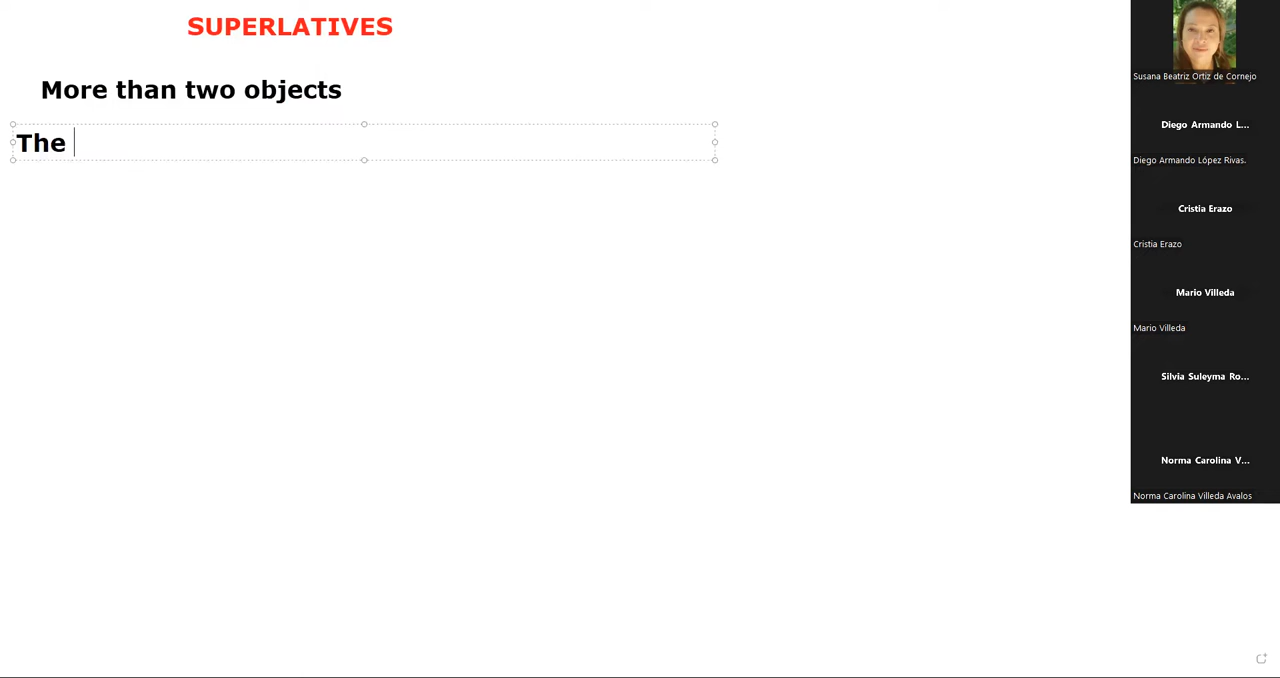 SUPERLATIVES
More than two objects
The
Susana Beatriz Ortiz de Cornejo
Diego Armando L...
Diego Armando López Rivas.
Cristia Erazo
Cristia Erazo
Mario Villeda
Mario Villeda
Silvia Suleyma Ro...
Norma Carolina V...
Norma Carolina Villeda Avalos